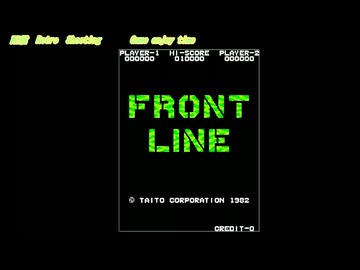 Retro Shooting Game enjoy time
PLAYER-1 HI-SCORE PLAYER-2
000000 010000 000000
FRONT
LINE
© TAITO CORPORATION 1982
CREDIT-0